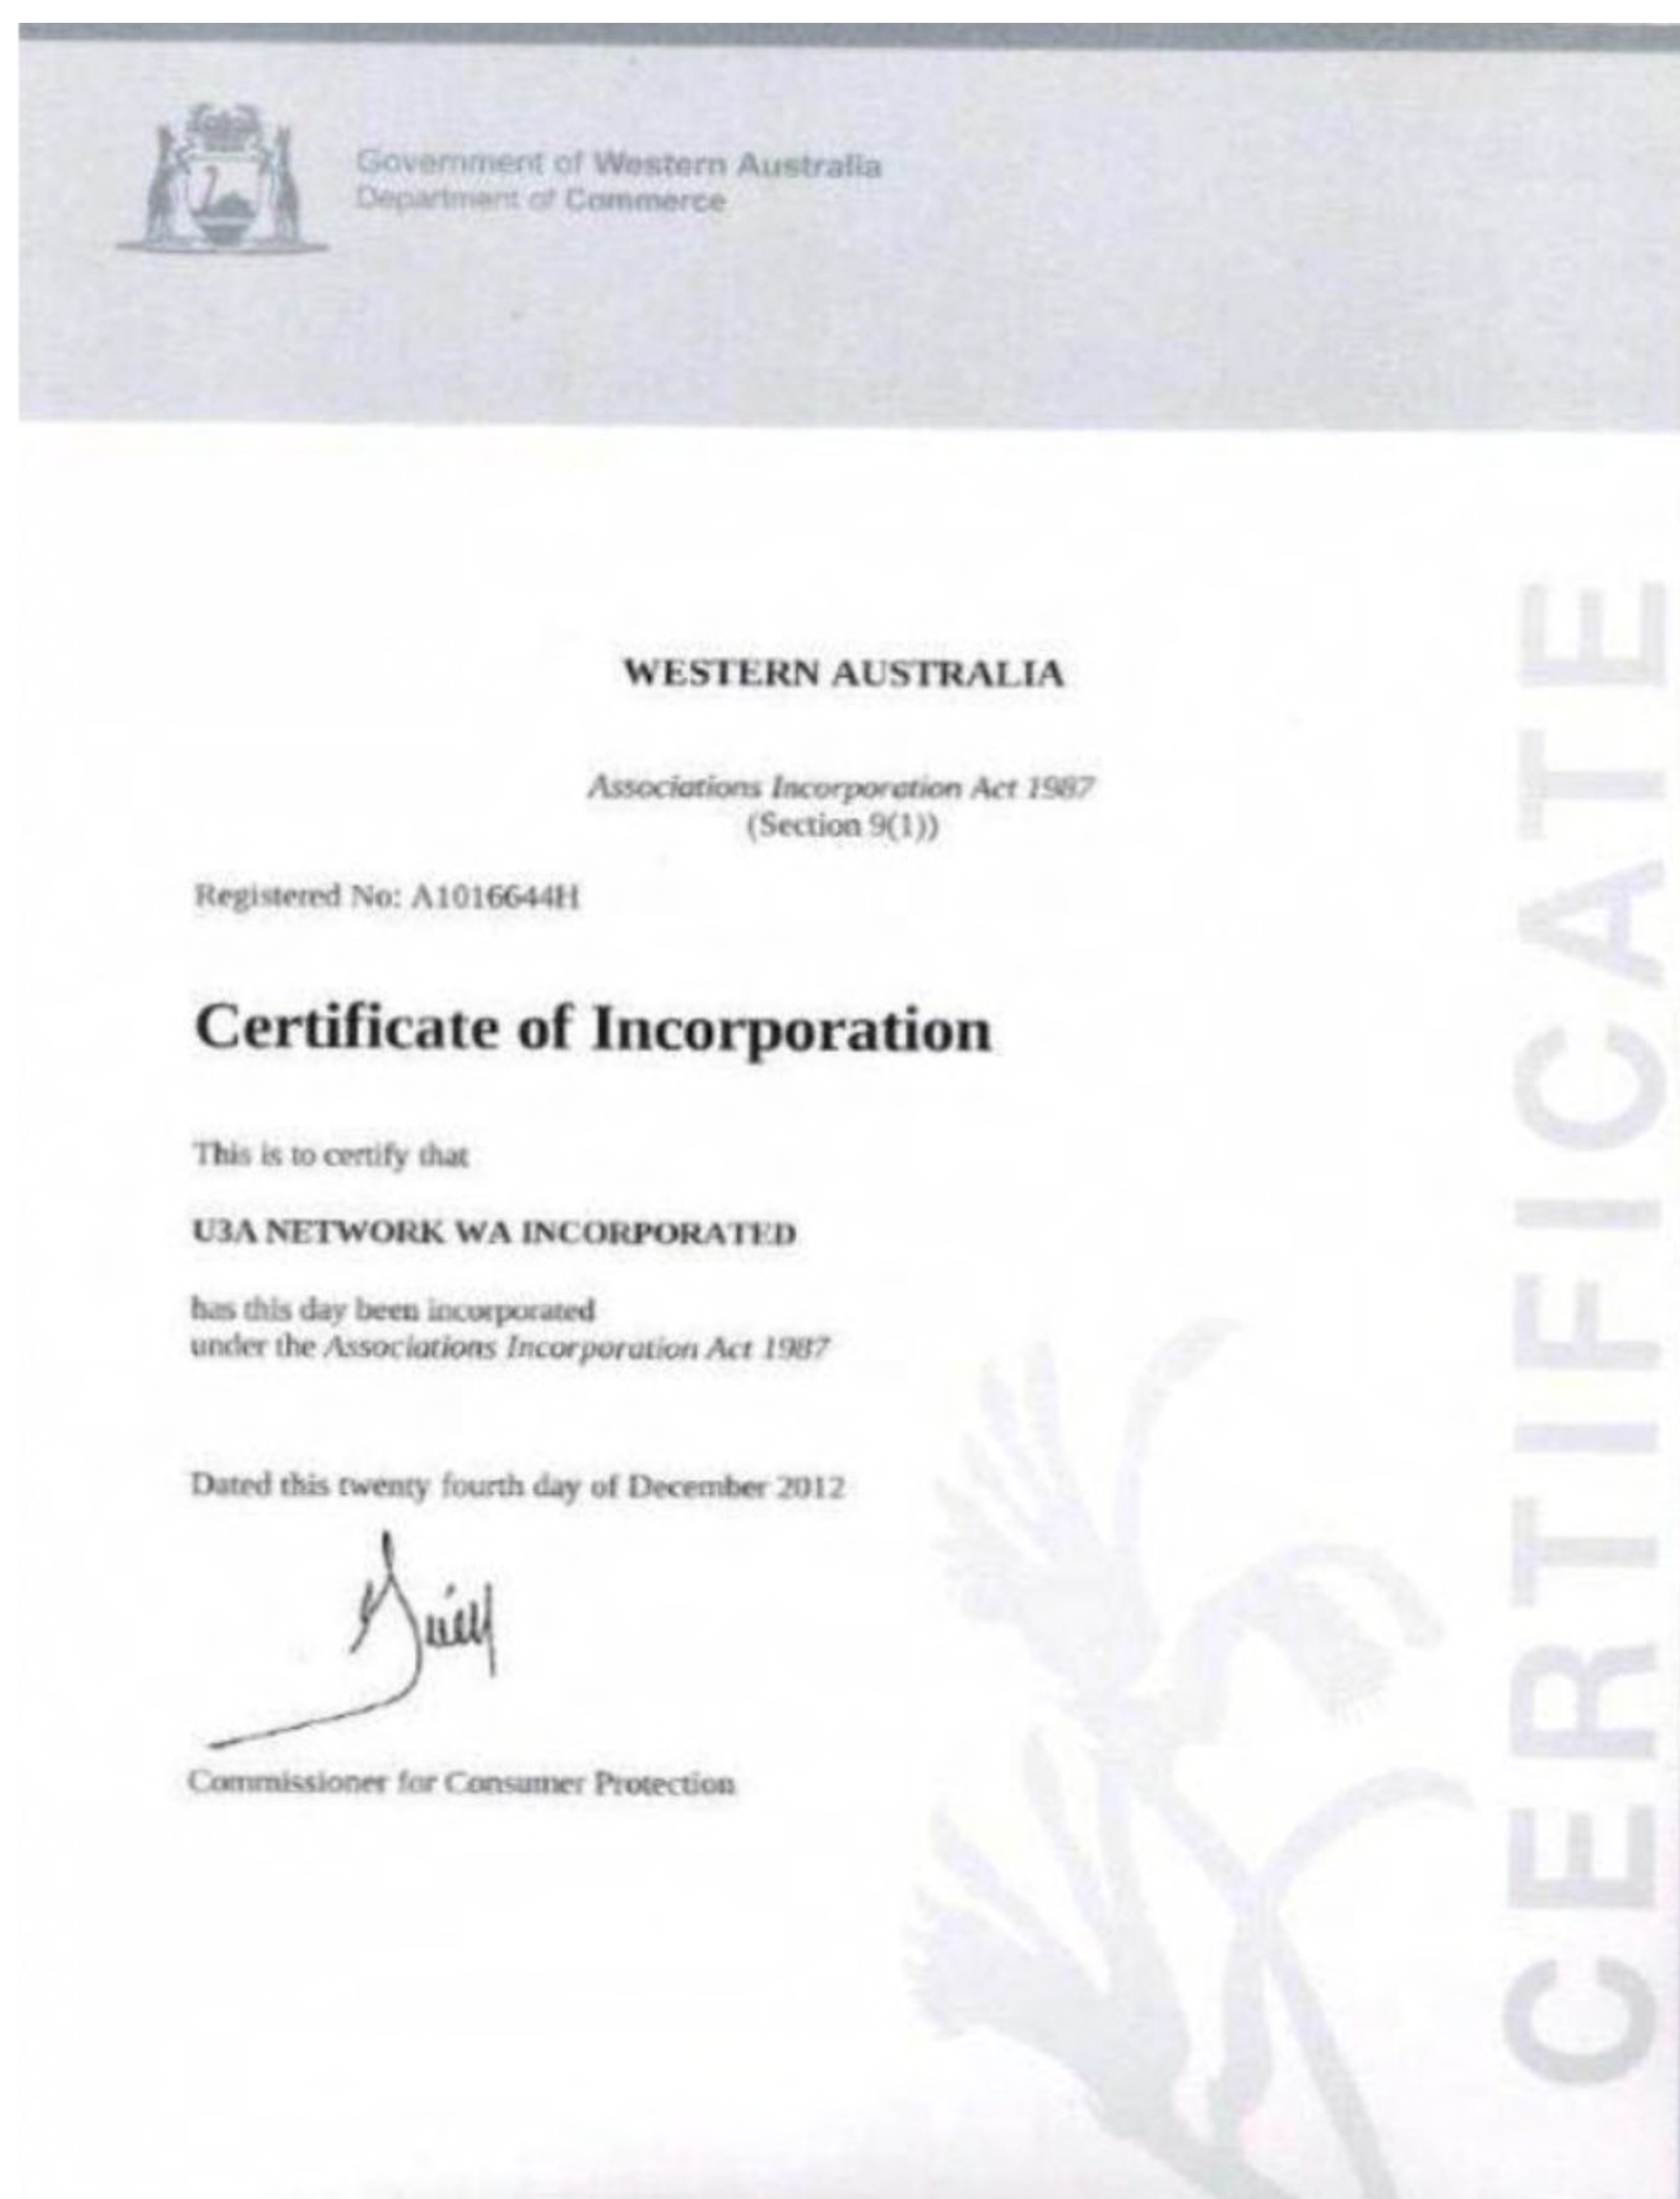 Government of Western Australia
Department of Commerce
WESTERN AUSTRALIA
Associations Incorporation Act 1987
(Section 9(1))
Registered No: A1016644H
Certificate of Incorporation
This is to certify that
U3A NETWORK WA INCORPORATED
has this day been incorporated
under the Associations Incorporation Act 1987
Dated this twenty fourth day of December 2012
Commissioner for Consumer Protection
CERTIFICATE